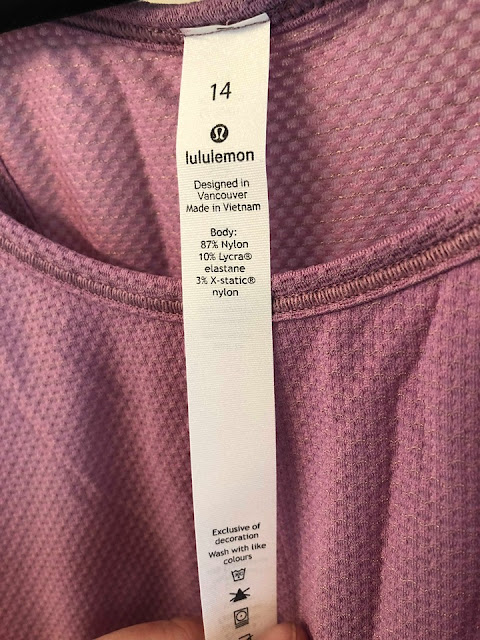 14
lululemon
Designed in
Vancouver
Made in Vietnam
Body:
87% Nylon
10% Lycra®
elastane
3% X-static®
nylon
Exclusive of
decoration
Wash with like
colours